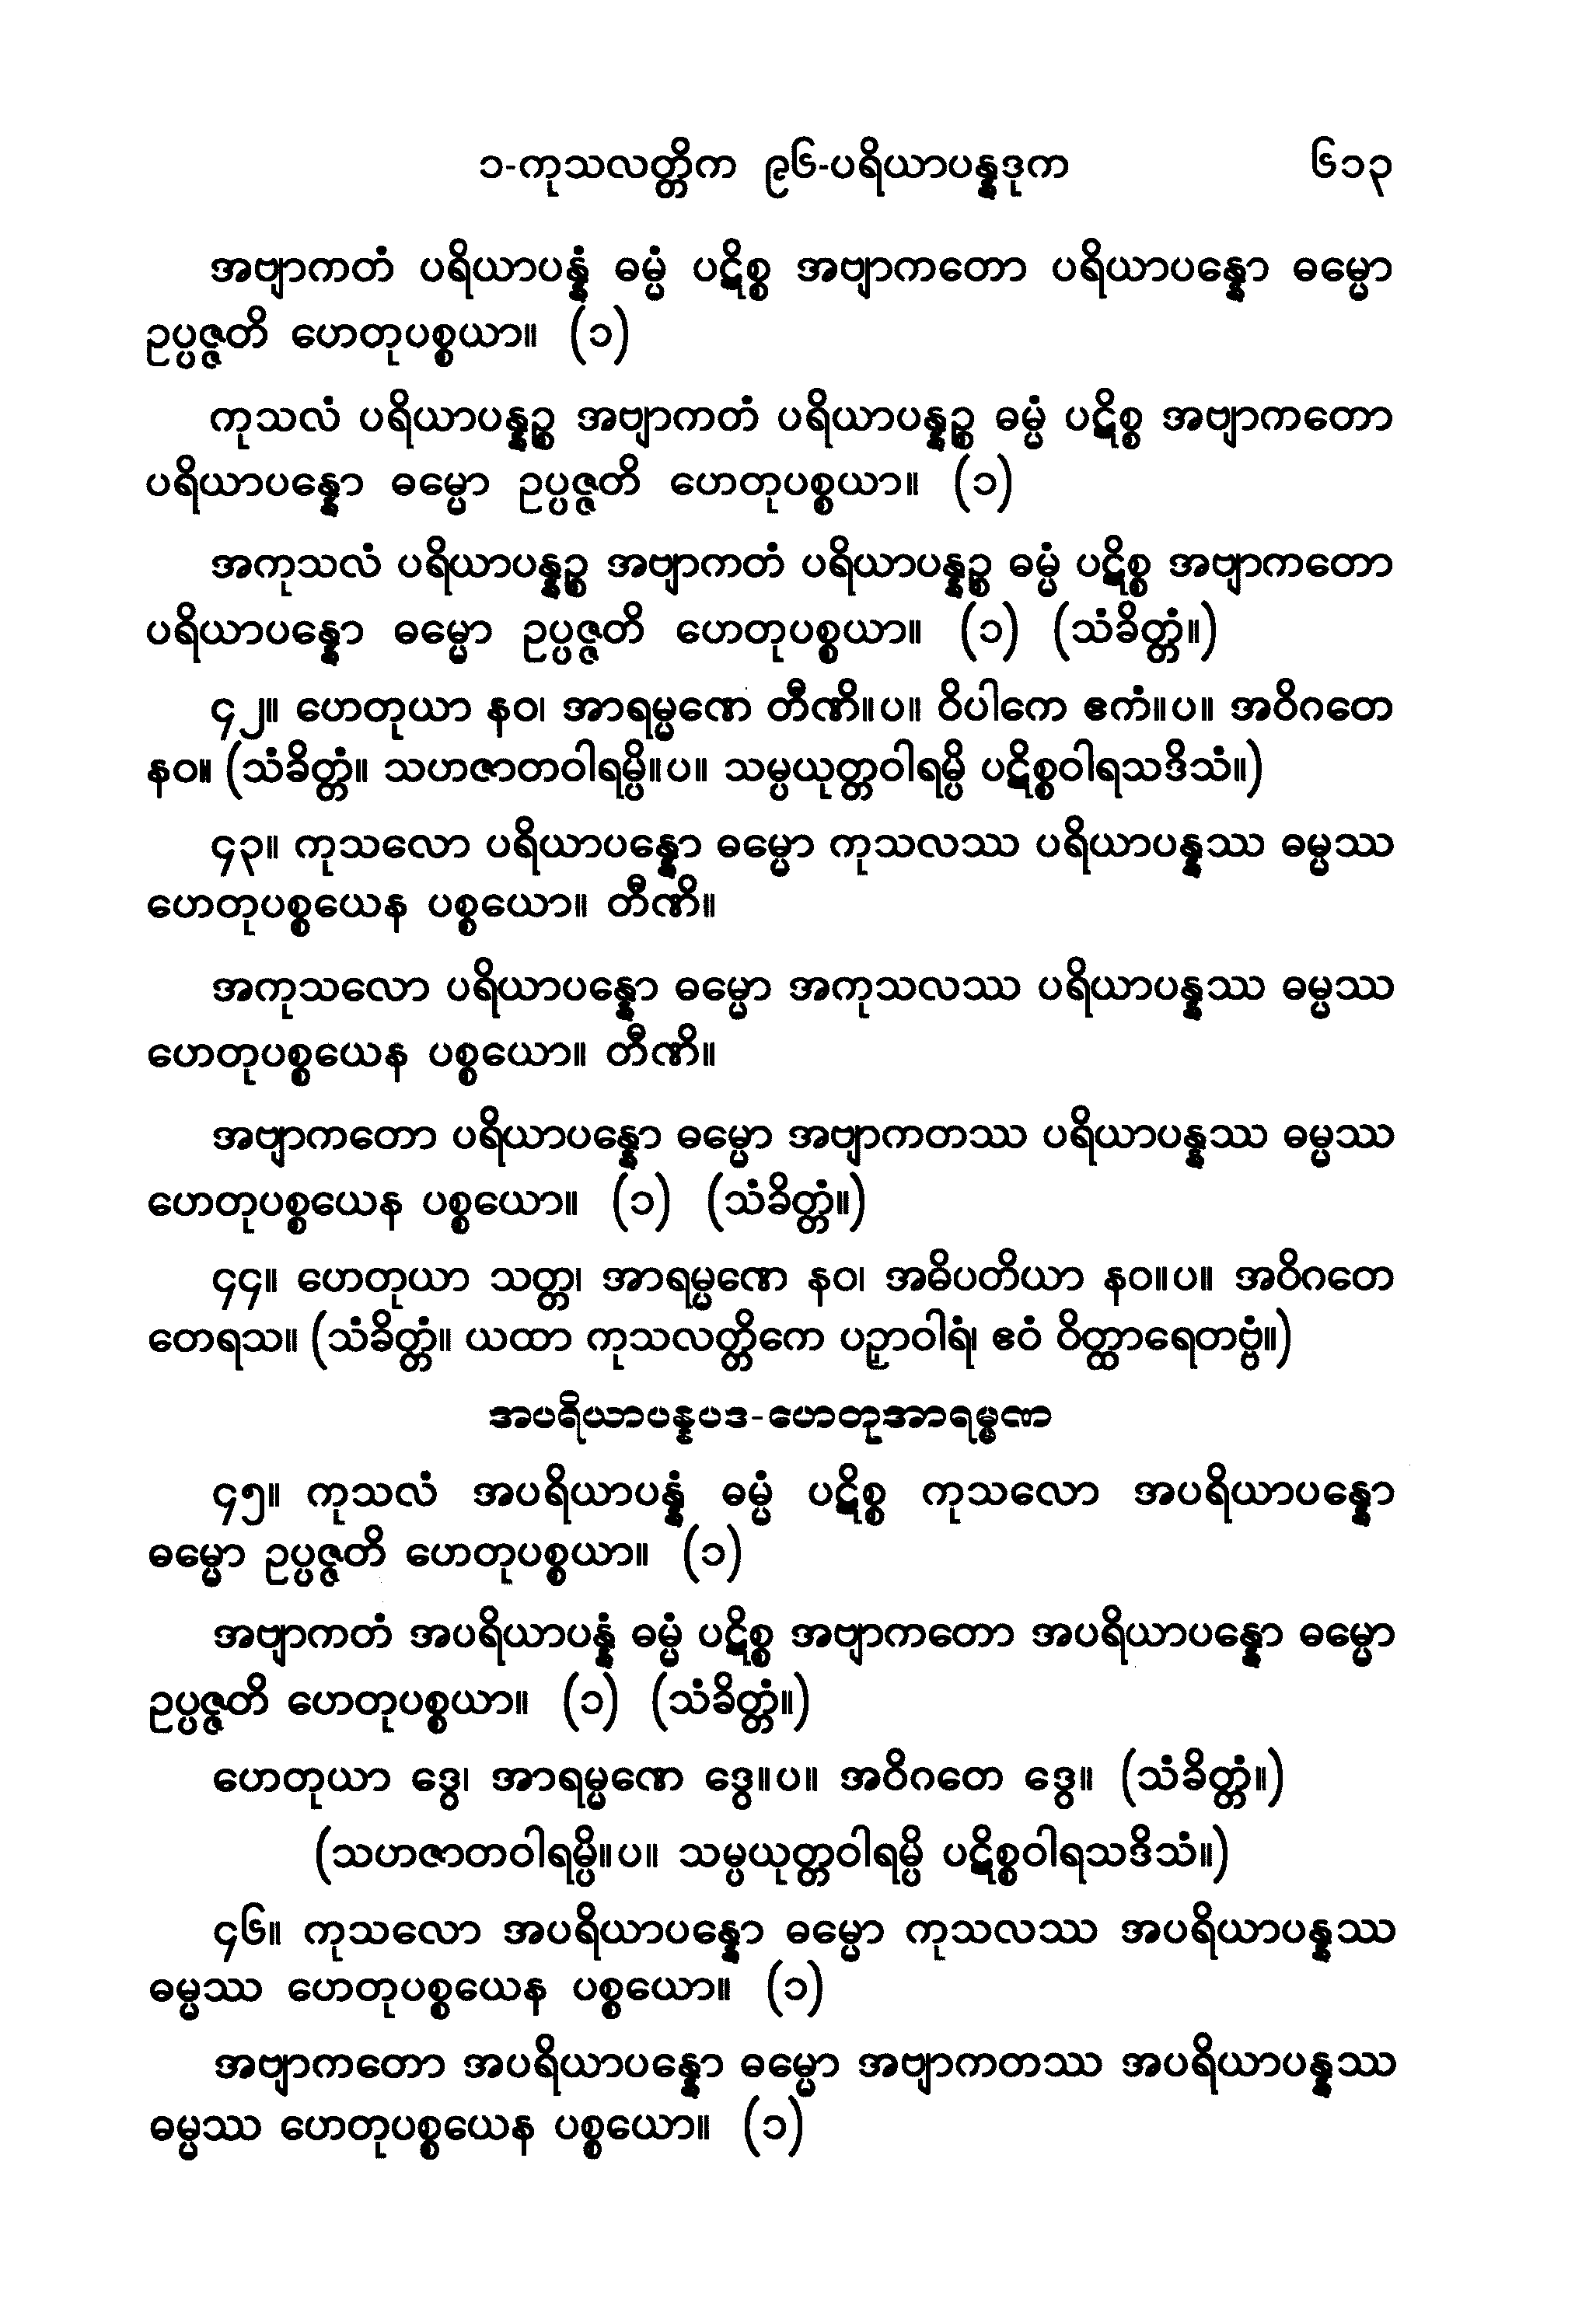 ၁-ကုသလတ္တိက ၉၆-ပရိယာပန္နဒုက ၆၁၃
အဗျာကတံ ပရိယာပန္နံ ဓမ္မံ ပဋိစ္စ အဗျာကတော ပရိယာပန္နော ဓမ္မော
ဥပ္ပဇ္ဇတိ ဟေတုပစ္စယာ။ (၁)
ကုသလံ ပရိယာပန္နဉ္စ အဗျာကတံ ပရိယာပန္နဉ္စ ဓမ္မံ ပဋိစ္စ အဗျာကတော
ပရိယာပန္နော ဓမ္မော ဥပ္ပဇ္ဇတိ ဟေတုပစ္စယာ။ (၁)
အကုသလံ ပရိယာပန္နဉ္စ အဗျာကတံ ပရိယာပန္နဉ္စ ဓမ္မံ ပဋိစ္စ အဗျာကတော
ပရိယာပန္နော ဓမ္မော ဥပ္ပဇ္ဇတိ ဟေတုပစ္စယာ။ (၁) (သံခိတ္တံ။)
၄၂။ ဟေတုယာ နဝ၊ အာရမ္မဏေ တီဏိ။ပ။ ဝိပါကေ ဧကံ။ပ။ အဝိဂတေ
နဝ။ (သံခိတ္တံ။ သဟဇာတဝါရမ္ပိ။ပ။ သမ္ပယုတ္တဝါရမ္ပိ ပဋိစ္စဝါရသဒိသံ။)
၄၃။ ကုသလော ပရိယာပန္နော ဓမ္မော ကုသလဿ ပရိယာပန္နဿ ဓမ္မဿ
ဟေတုပစ္စယေန ပစ္စယော။ တီဏိ။
အကုသလော ပရိယာပန္နော ဓမ္မော အကုသလဿ ပရိယာပန္နဿ ဓမ္မဿ
ဟေတုပစ္စယေန ပစ္စယော။ တီဏိ။
အဗျာကတော ပရိယာပန္နော ဓမ္မော အဗျာကတဿ ပရိယာပန္နဿ ဓမ္မဿ
ဟေတုပစ္စယေန ပစ္စယော။ (၁) (သံခိတ္တံ။)
၄၄။ ဟေတုယာ သတ္တ၊ အာရမ္မဏေ နဝ၊ အဓိပတိယာ နဝ။ပ။ အဝိဂတေ
တေရသ။ (သံခိတ္တံ။ ယထာ ကုသလတ္တိကေ ပဉှာဝါရံ၊ ဧဝံ ဝိတ္ထာရေတဗ္ဗံ။)
အပရိယာပန္နပဒ-ဟေတုအာရမ္မဏ
၄၅။ ကုသလံ အပရိယာပန္နံ ဓမ္မံ ပဋိစ္စ ကုသလော အပရိယာပန္နော
ဓမ္မော ဥပ္ပဇ္ဇတိ ဟေတုပစ္စယာ။ (၁)
အဗျာကတံ အပရိယာပန္နံ ဓမ္မံ ပဋိစ္စ အဗျာကတော အပရိယာပန္နော ဓမ္မော
ဥပ္ပဇ္ဇတိ ဟေတုပစ္စယာ။ (၁) (သံခိတ္တံ။)
ဟေတုယာ ဒွေ၊ အာရမ္မဏေ ဒွေ။ပ။ အဝိဂတေ ဒွေ။ (သံခိတ္တံ။)
(သဟဇာတဝါရမ္ပိ။ပ။ သမ္ပယုတ္တဝါရမ္ပိ ပဋိစ္စဝါရသဒိသံ။)
၄၆။ ကုသလော အပရိယာပန္နော ဓမ္မော ကုသလဿ အပရိယာပန္နဿ
ဓမ္မဿ ဟေတုပစ္စယေန ပစ္စယော။ (၁)
အဗျာကတော အပရိယာပန္နော ဓမ္မော အဗျာကတဿ အပရိယာပန္နဿ
ဓမ္မဿ ဟေတုပစ္စယေန ပစ္စယော။ (၁)